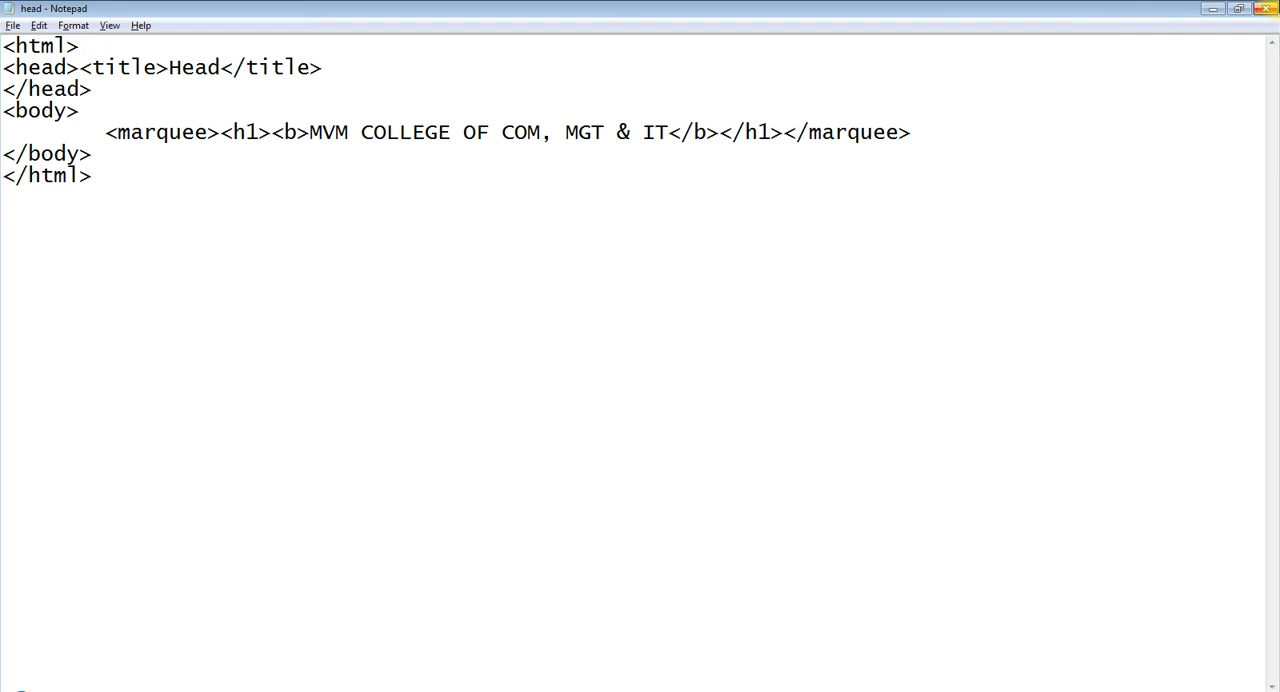 head - Notepad
File Edit Format View Help
<html>
<head><title>Head</title>
</head>
<body>
<marquee><h1><b>MVM COLLEGE OF COM, MGT & IT</b></h1></marquee>
</body>
</html>